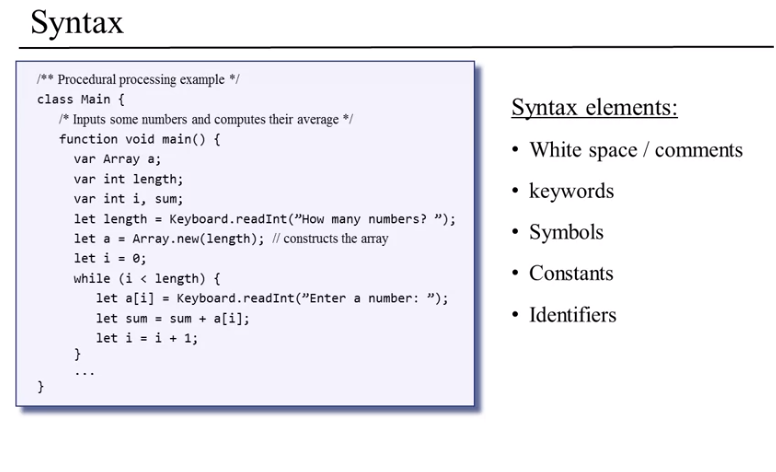 Syntax
/** Procedural processing example */
class Main {
/* Inputs some numbers and computes their average */
function void main() {
var Array a;
var int length;
var int i, sum;
let length = Keyboard.readInt(”How many numbers? ”);
let a = Array.new(length); // constructs the array
let i = 0;
while (i < length) {
let a[i] = Keyboard.readInt(”Enter a number: ”);
let sum = sum + a[i];
let i = i + 1;
}
...
}
Syntax elements:
• White space / comments
• keywords
• Symbols
• Constants
• Identifiers